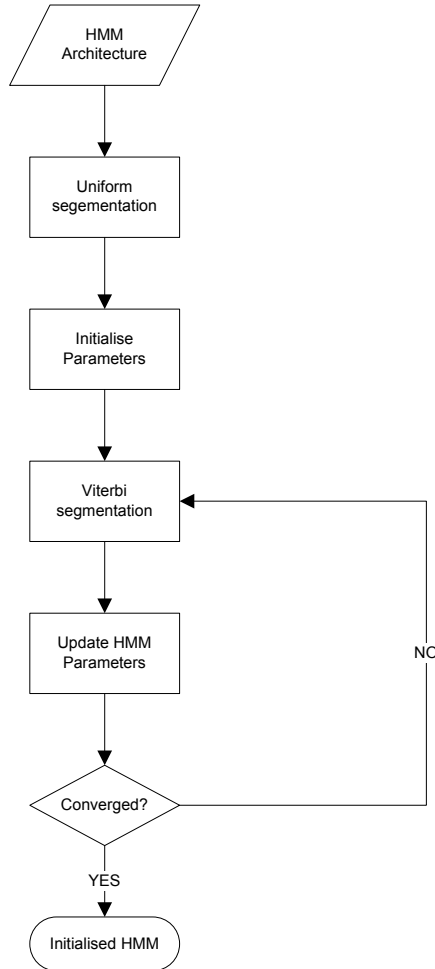 HMM
Architecture
Uniform
segementation
Initialise
Parameters
Viterbi
segmentation
Update HMM
Parameters
NO
Converged?
YES
Initialised HMM